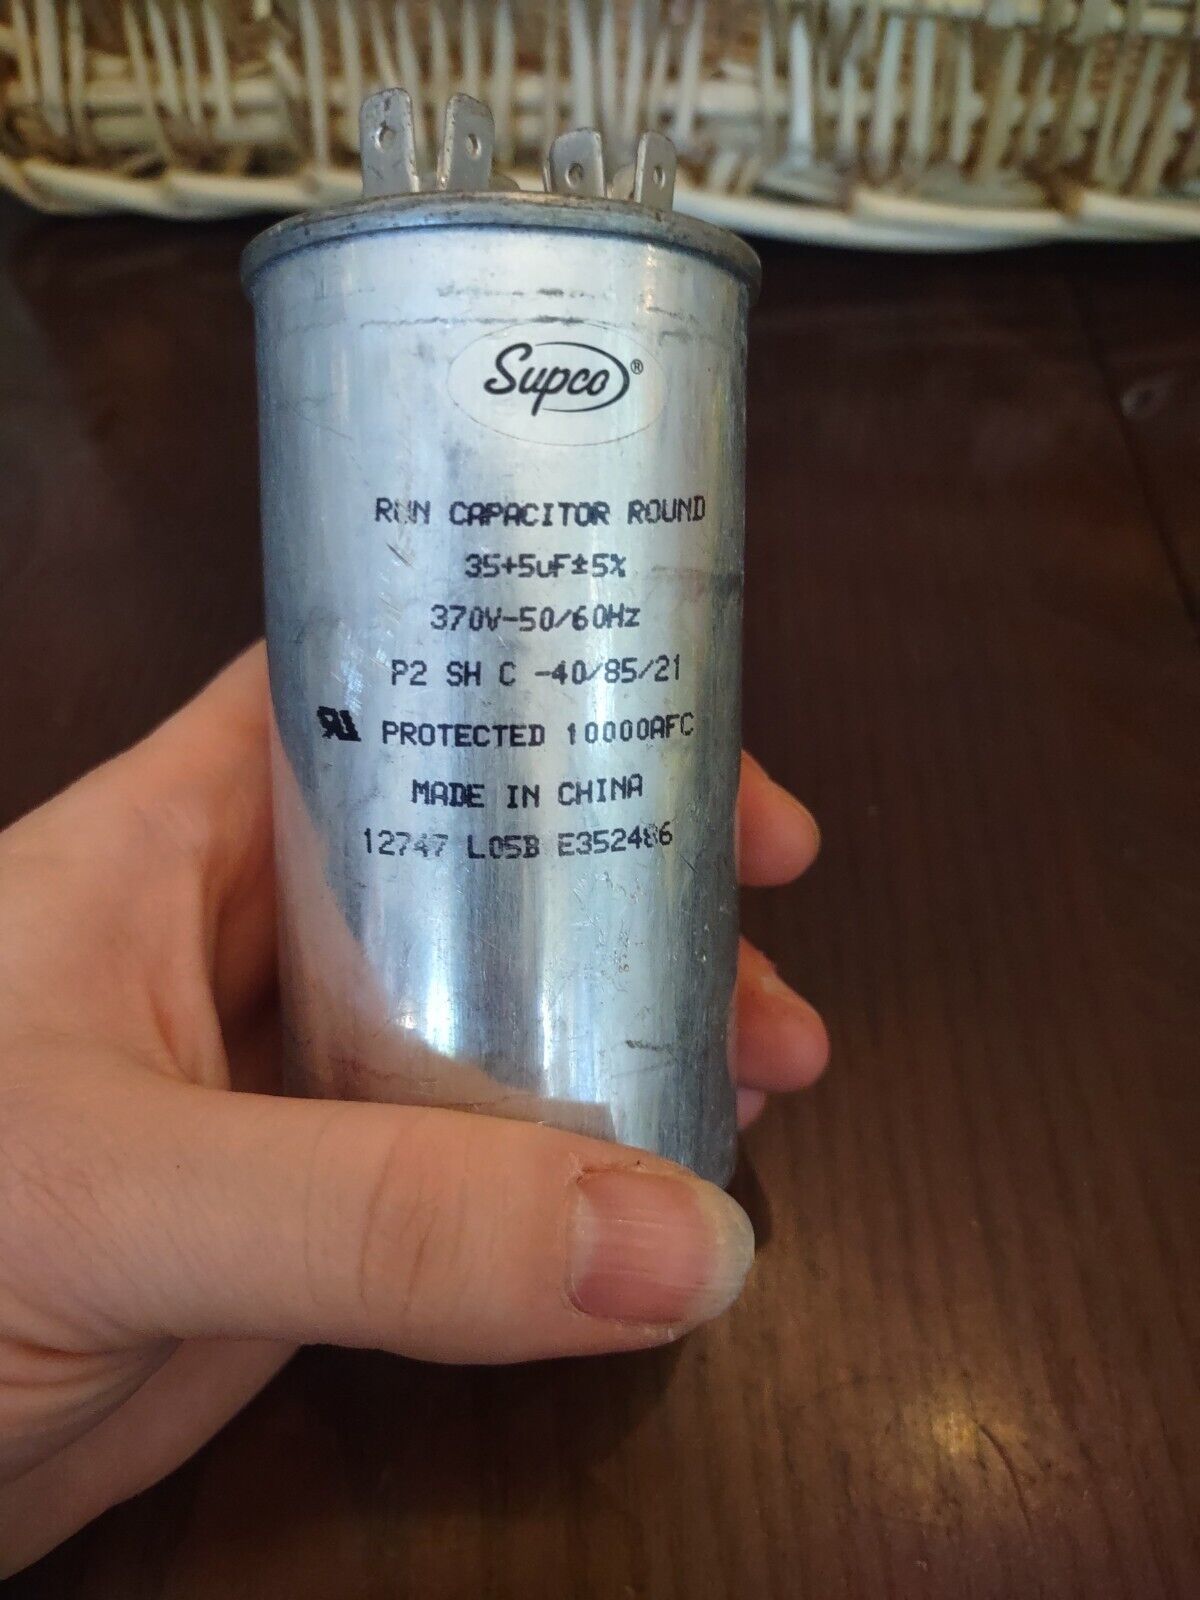 Supco®
RUN CAPACITOR ROUND
35+5uF±5%
370V-50/60Hz
P2 SH C -40/85/21
RU PROTECTED 10000AFC
MADE IN CHINA
12747 L05B E352486